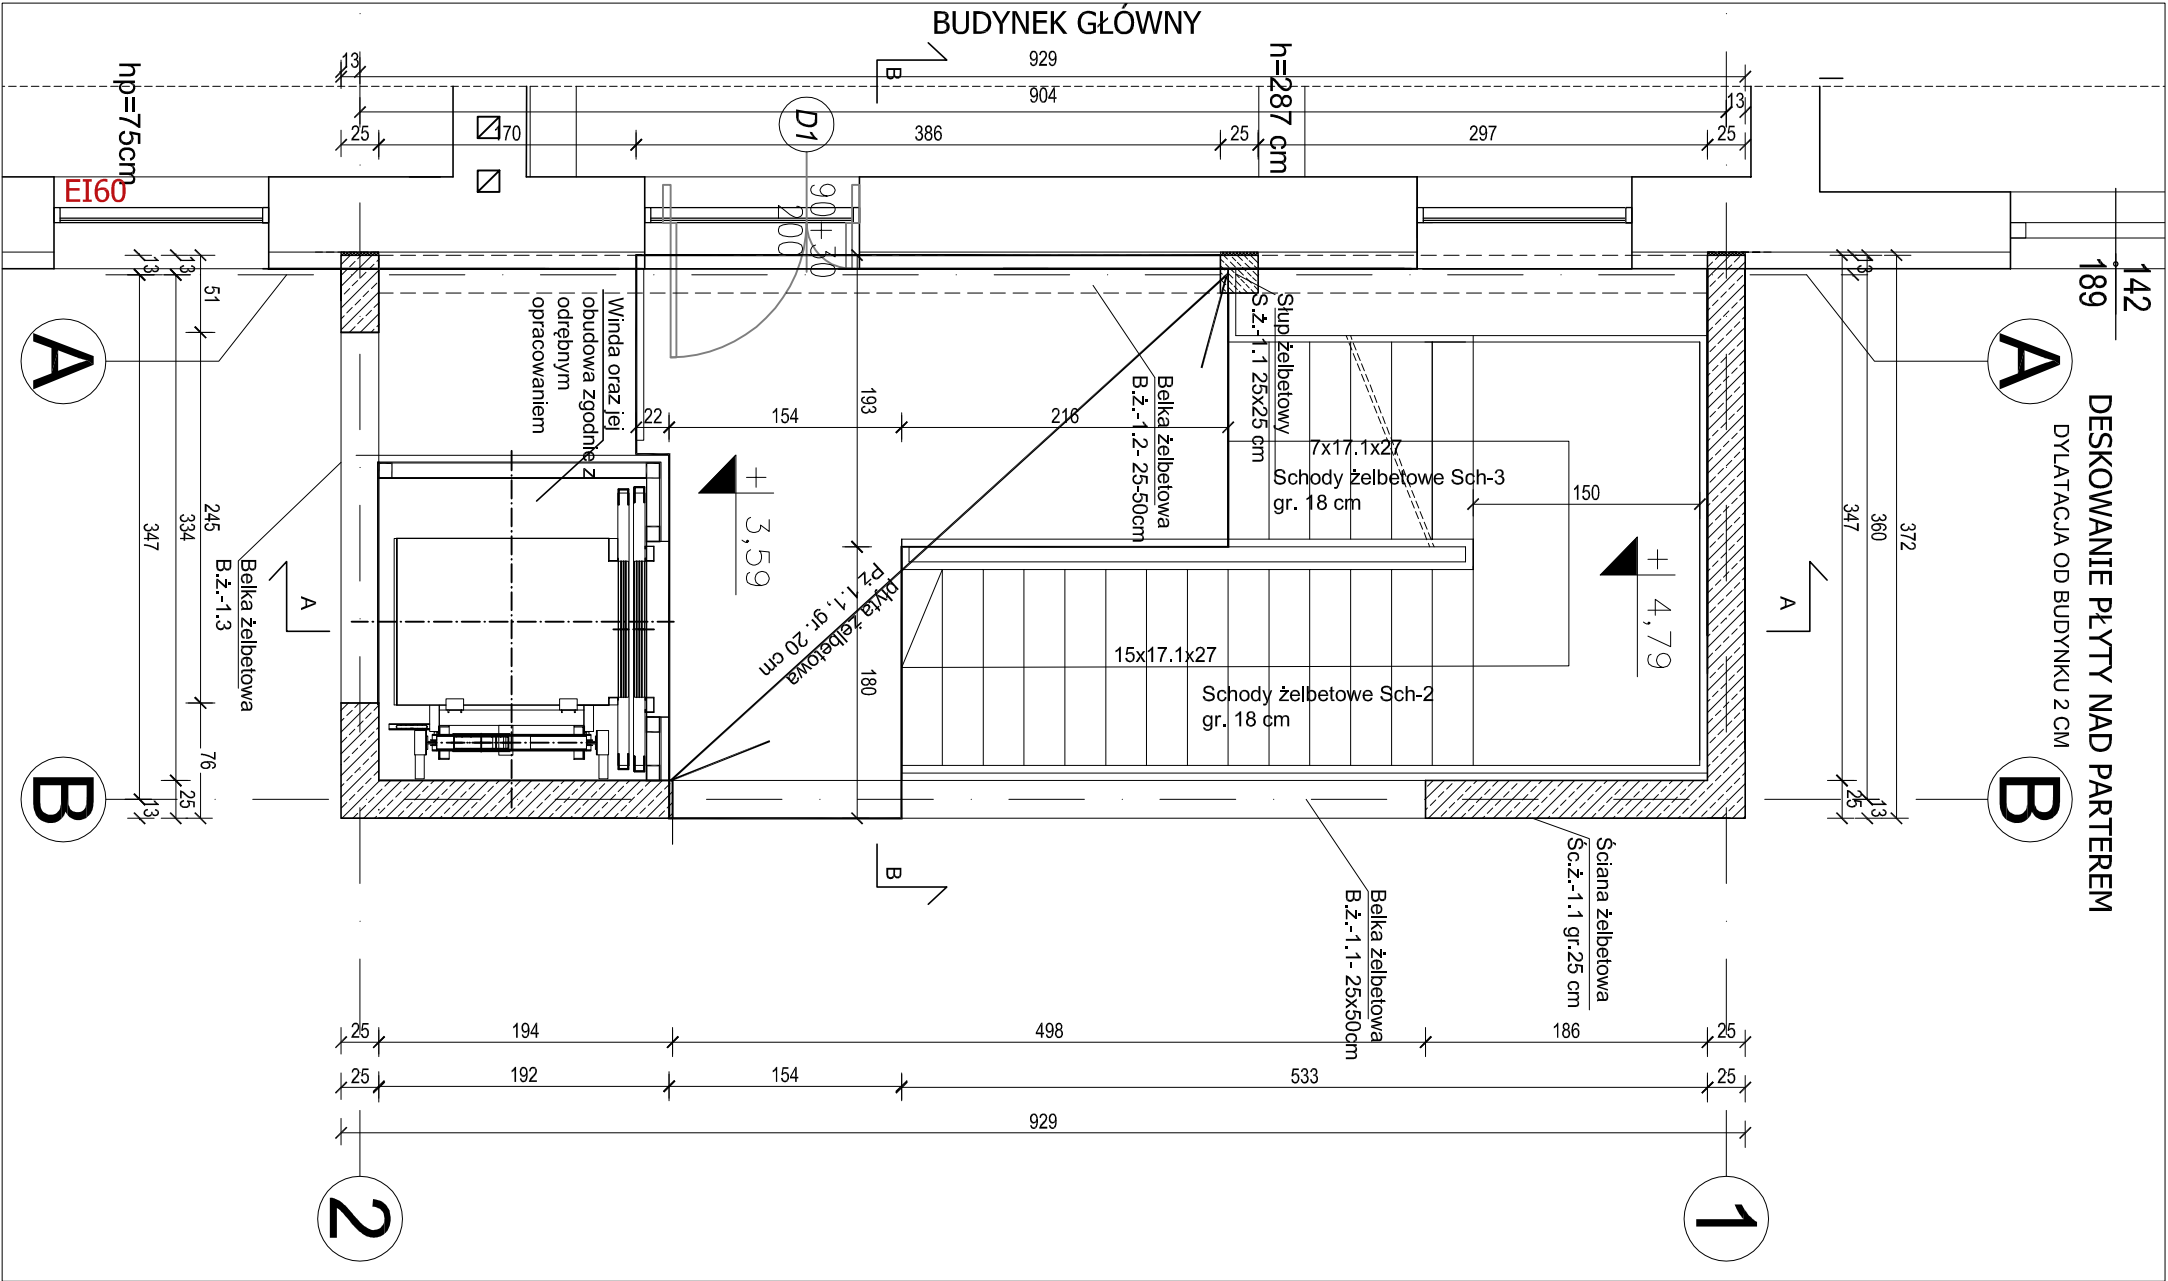 BUDYNEK GŁÓWNY
DESKOWANIE PŁYTY NAD PARTEREM
DYLATACJA OD BUDYNKU 2 CM
142
189
h=287 cm
hp=75cm
EI60
D1
90+30
200
13
929
904
13
25
170
386
25
297
25
B
A
A
B
B
A
A
B
2
1
13
13
51
245
334
347
76
25
13
13
372
360
347
25
13
Winda oraz jej
obudowa zgodnie z
odrębnym
opracowaniem
22
154
216
193
180
150
+
3,59
+
4,79
Słup żelbetowy
S.ż.-1.1 25x25 cm
Belka żelbetowa
B.ż.-1.2- 25-50cm
7x17.1x27
Schody żelbetowe Sch-3
gr. 18 cm
15x17.1x27
Schody żelbetowe Sch-2
gr. 18 cm
płyta żelbetowa
Pż 1.1, gr. 20 cm
Belka żelbetowa
B.ż.-1.3
Ściana żelbetowa
Śc.ż.-1.1 gr.25 cm
Belka żelbetowa
B.ż.-1.1- 25x50cm
25
194
498
186
25
25
192
154
533
25
929